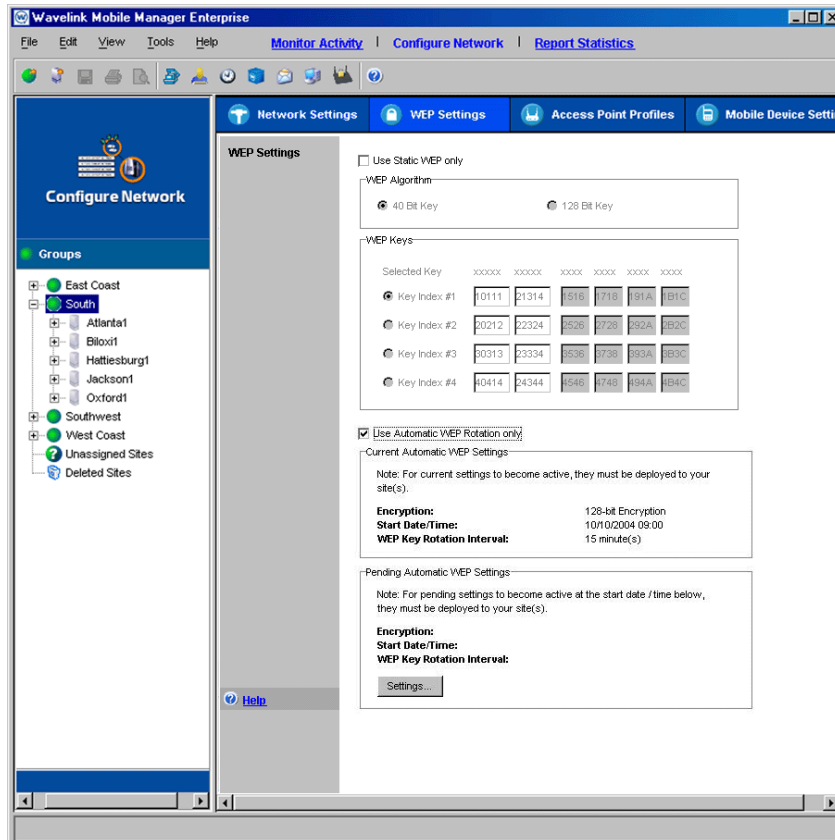 Wavelink Mobile Manager Enterprise
File Edit View Tools Help Monitor Activity | Configure Network | Report Statistics
Network Settings WEP Settings Access Point Profiles Mobile Device Setti
Configure Network
Groups
East Coast
South
Atlanta1
Biloxi1
Hattiesburg1
Jackson1
Oxford1
Southwest
West Coast
Unassigned Sites
Deleted Sites
WEP Settings
Help
Use Static WEP only
WEP Algorithm
40 Bit Key 128 Bit Key
WEP Keys
Selected Key xxxxx xxxxx xxxx xxxx xxxx xxxx
Key Index #1 10111 21314 1516 1718 191A 1B1C
Key Index #2 20212 22324 2526 2728 292A 2B2C
Key Index #3 30313 23334 3536 3738 393A 3B3C
Key Index #4 40414 24344 4546 4748 494A 4B4C
Use Automatic WEP Rotation only
Current Automatic WEP Settings
Note: For current settings to become active, they must be deployed to your
site(s).
Encryption: 128-bit Encryption
Start Date/Time: 10/10/2004 09:00
WEP Key Rotation Interval: 15 minute(s)
Pending Automatic WEP Settings
Note: For pending settings to become active at the start date / time below,
they must be deployed to your site(s).
Encryption:
Start Date/Time:
WEP Key Rotation Interval:
Settings...